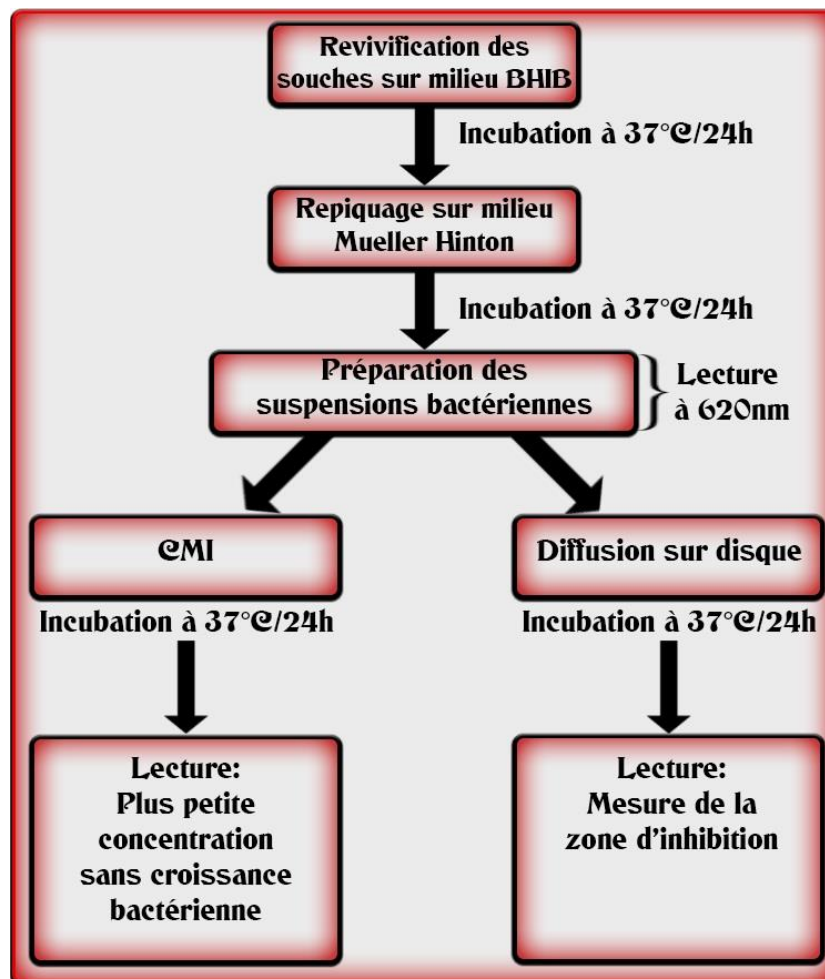 Revivification des
souches sur milieu BHIB
Incubation à 37°C/24h
Repiquage sur milieu
Mueller Hinton
Incubation à 37°C/24h
Préparation des
suspensions bactériennes
Lecture
à 620nm
CMI
Incubation à 37°C/24h
Lecture:
Plus petite
concentration
sans croissance
bactérienne
Diffusion sur disque
Incubation à 37°C/24h
Lecture:
Mesure de la
zone d'inhibition